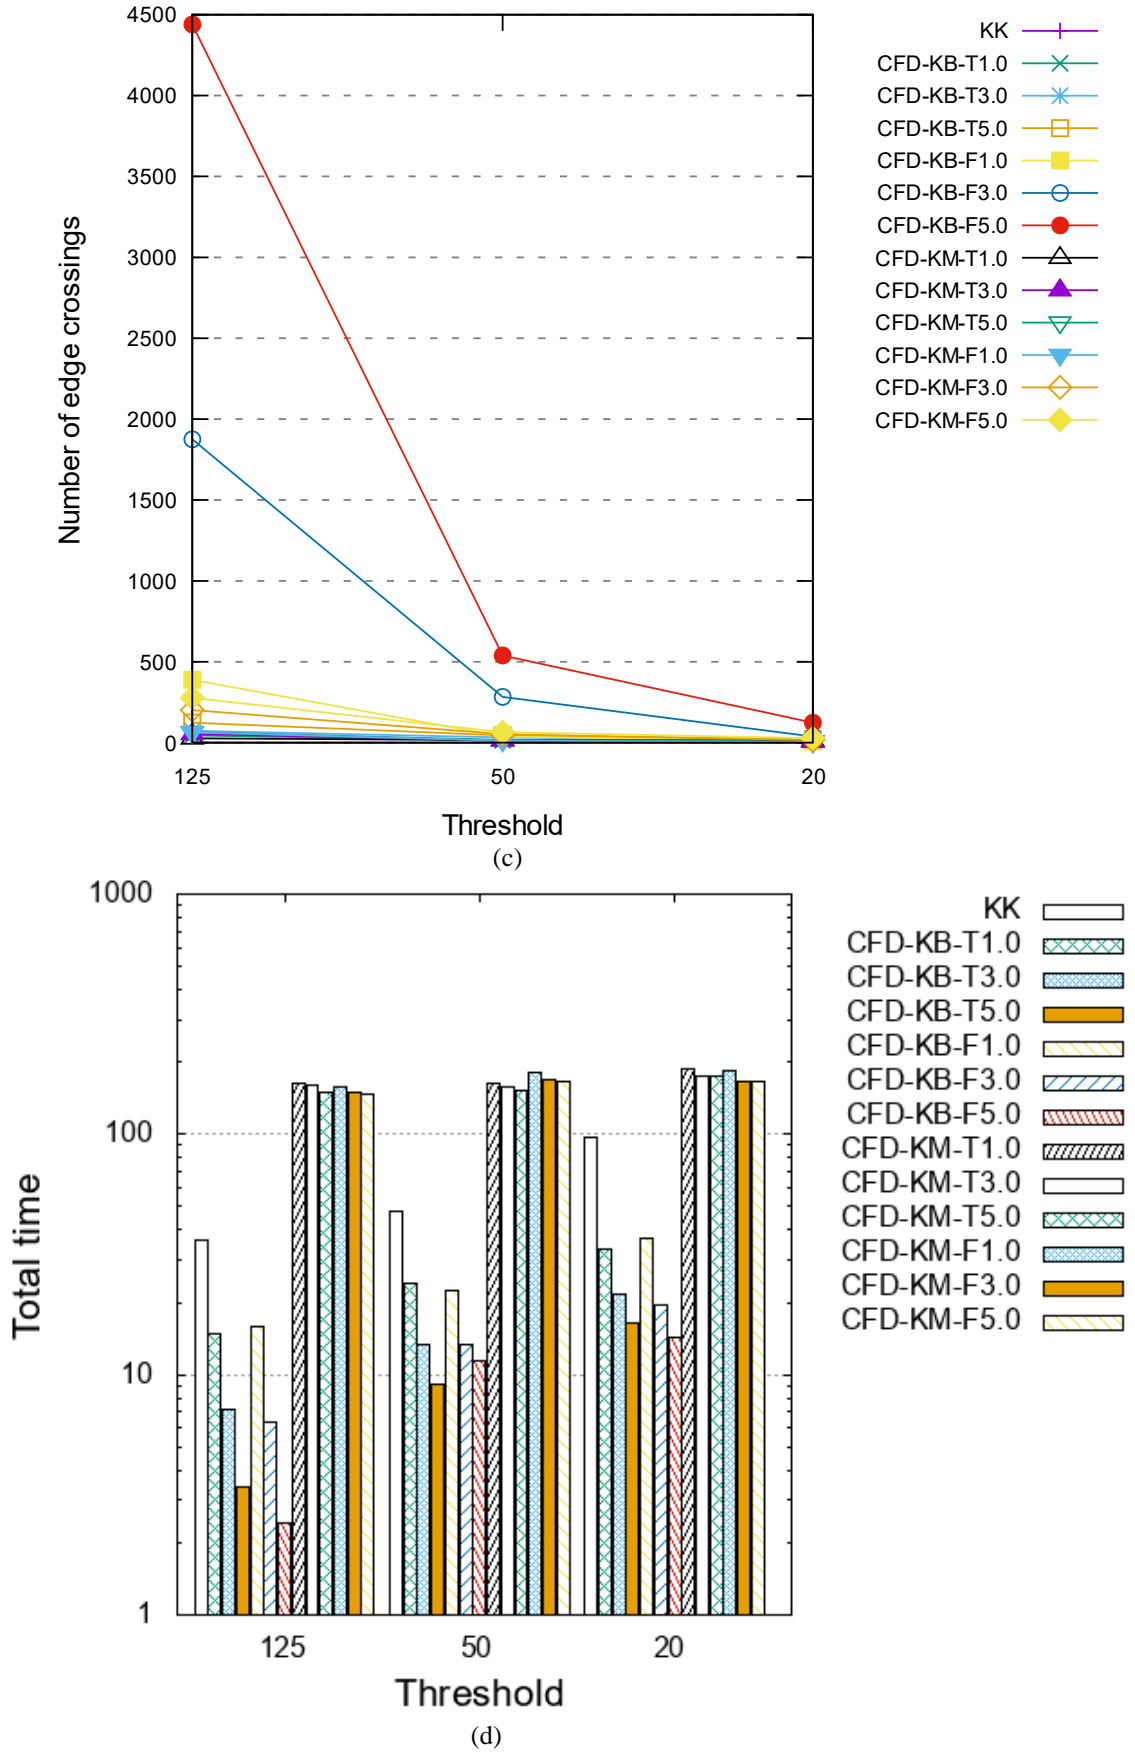 4500
4000
3500
3000
2500
2000
1500
1000
500
0
125
50
20
Number of edge crossings
Threshold
KK
CFD-KB-T1.0
CFD-KB-T3.0
CFD-KB-T5.0
CFD-KB-F1.0
CFD-KB-F3.0
CFD-KB-F5.0
CFD-KM-T1.0
CFD-KM-T3.0
CFD-KM-T5.0
CFD-KM-F1.0
CFD-KM-F3.0
CFD-KM-F5.0
(c)
1000
100
10
1
125
50
20
Total time
Threshold
KK
CFD-KB-T1.0
CFD-KB-T3.0
CFD-KB-T5.0
CFD-KB-F1.0
CFD-KB-F3.0
CFD-KB-F5.0
CFD-KM-T1.0
CFD-KM-T3.0
CFD-KM-T5.0
CFD-KM-F1.0
CFD-KM-F3.0
CFD-KM-F5.0
(d)